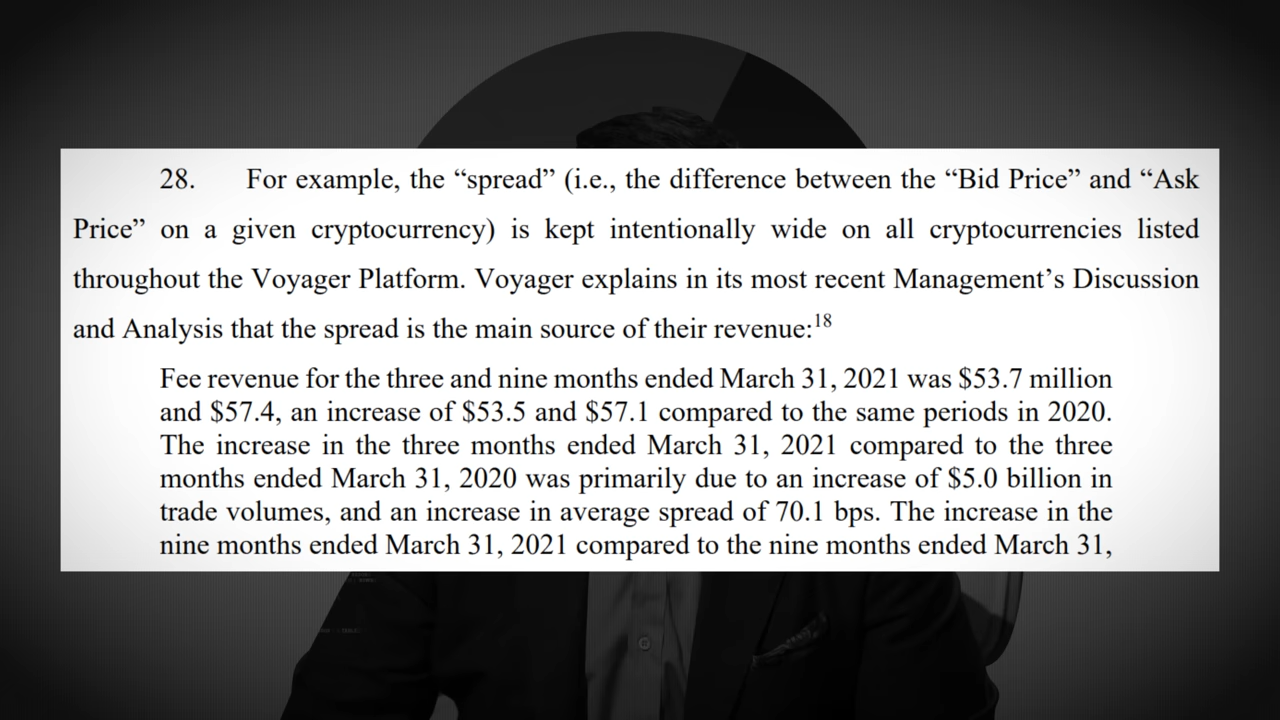 28. For example, the “spread” (i.e., the difference between the “Bid Price” and “Ask
Price” on a given cryptocurrency) is kept intentionally wide on all cryptocurrencies listed
throughout the Voyager Platform. Voyager explains in its most recent Management’s Discussion
and Analysis that the spread is the main source of their revenue:18
Fee revenue for the three and nine months ended March 31, 2021 was $53.7 million
and $57.4, an increase of $53.5 and $57.1 compared to the same periods in 2020.
The increase in the three months ended March 31, 2021 compared to the three
months ended March 31, 2020 was primarily due to an increase of $5.0 billion in
trade volumes, and an increase in average spread of 70.1 bps. The increase in the
nine months ended March 31, 2021 compared to the nine months ended March 31,